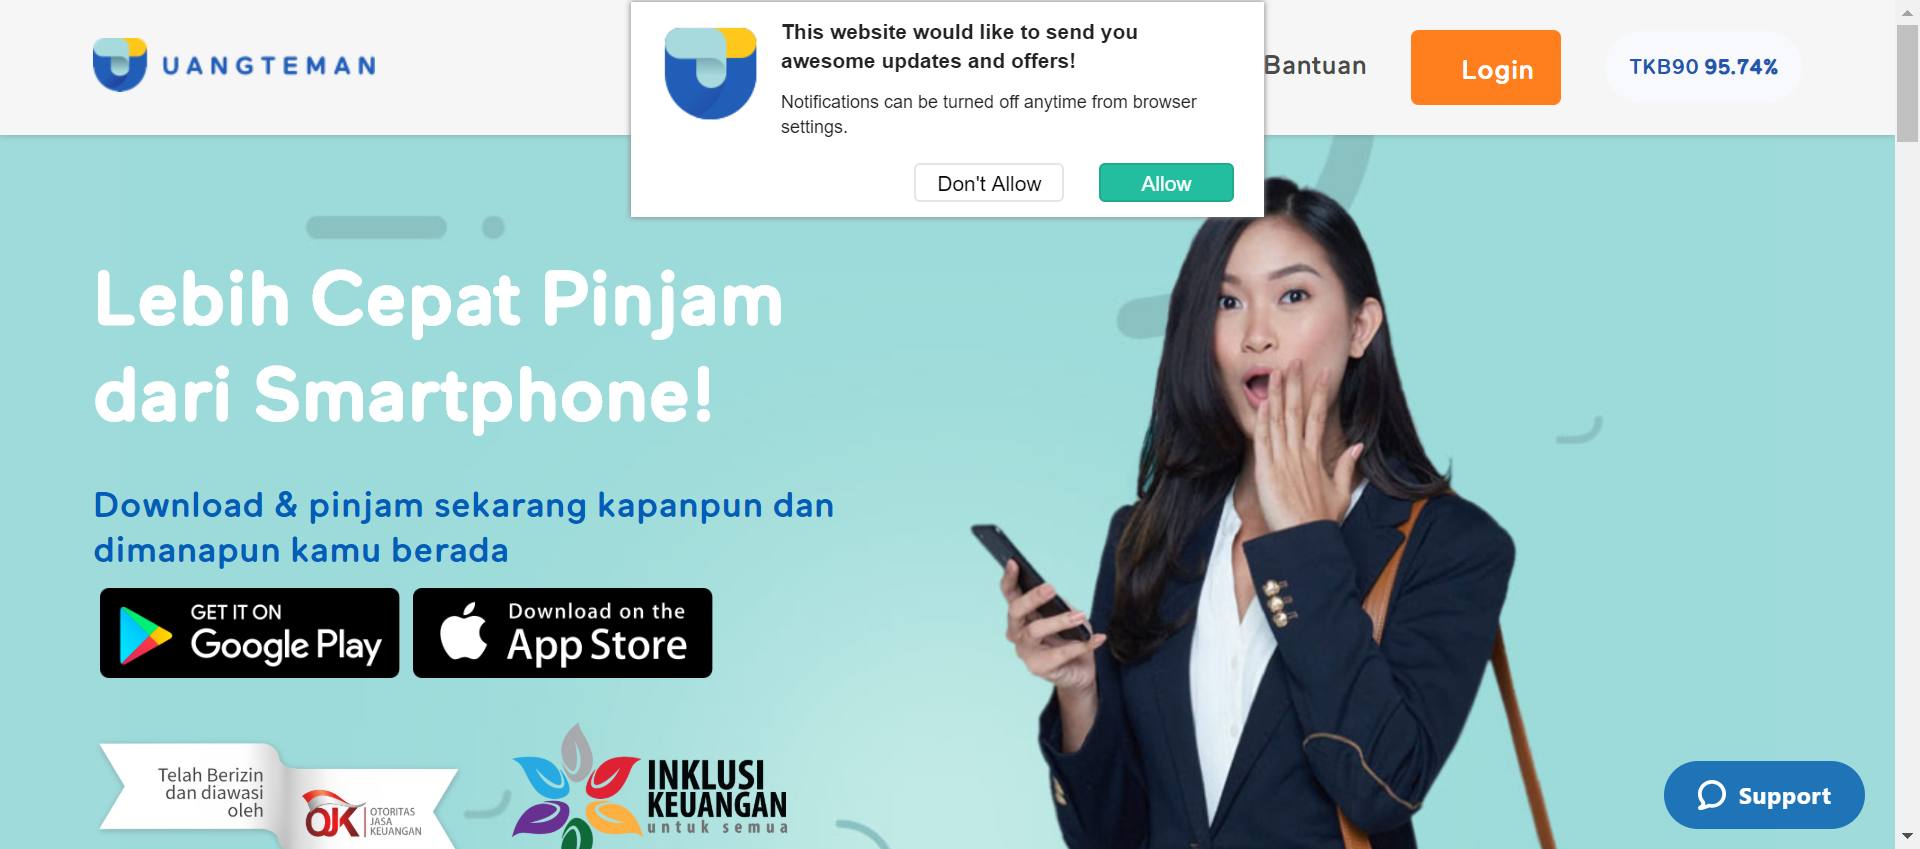 UANGTEMAN
This website would like to send you
awesome updates and offers!
Notifications can be turned off anytime from browser
settings.
Don't Allow
Allow
Bantuan
Login
TKB90 95.74%
Lebih Cepat Pinjam
dari Smartphone!
Download & pinjam sekarang kapanpun dan
dimanapun kamu berada
GET IT ON
Google Play
Download on the
App Store
Telah Berizin
dan diawasi
oleh
OJK
OTORITAS
JASA
KEUANGAN
INKLUSI
KEUANGAN
untuk semua
Support